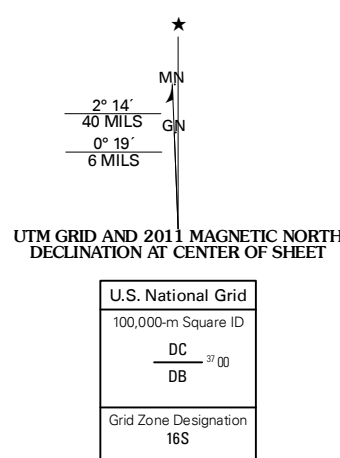 ★
MN
2° 14´
40 MILS
GN
0° 19´
6 MILS
UTM GRID AND 2011 MAGNETIC NORTH
DECLINATION AT CENTER OF SHEET
U.S. National Grid
100,000-m Square ID
DC
37 00
DB
Grid Zone Designation
16S